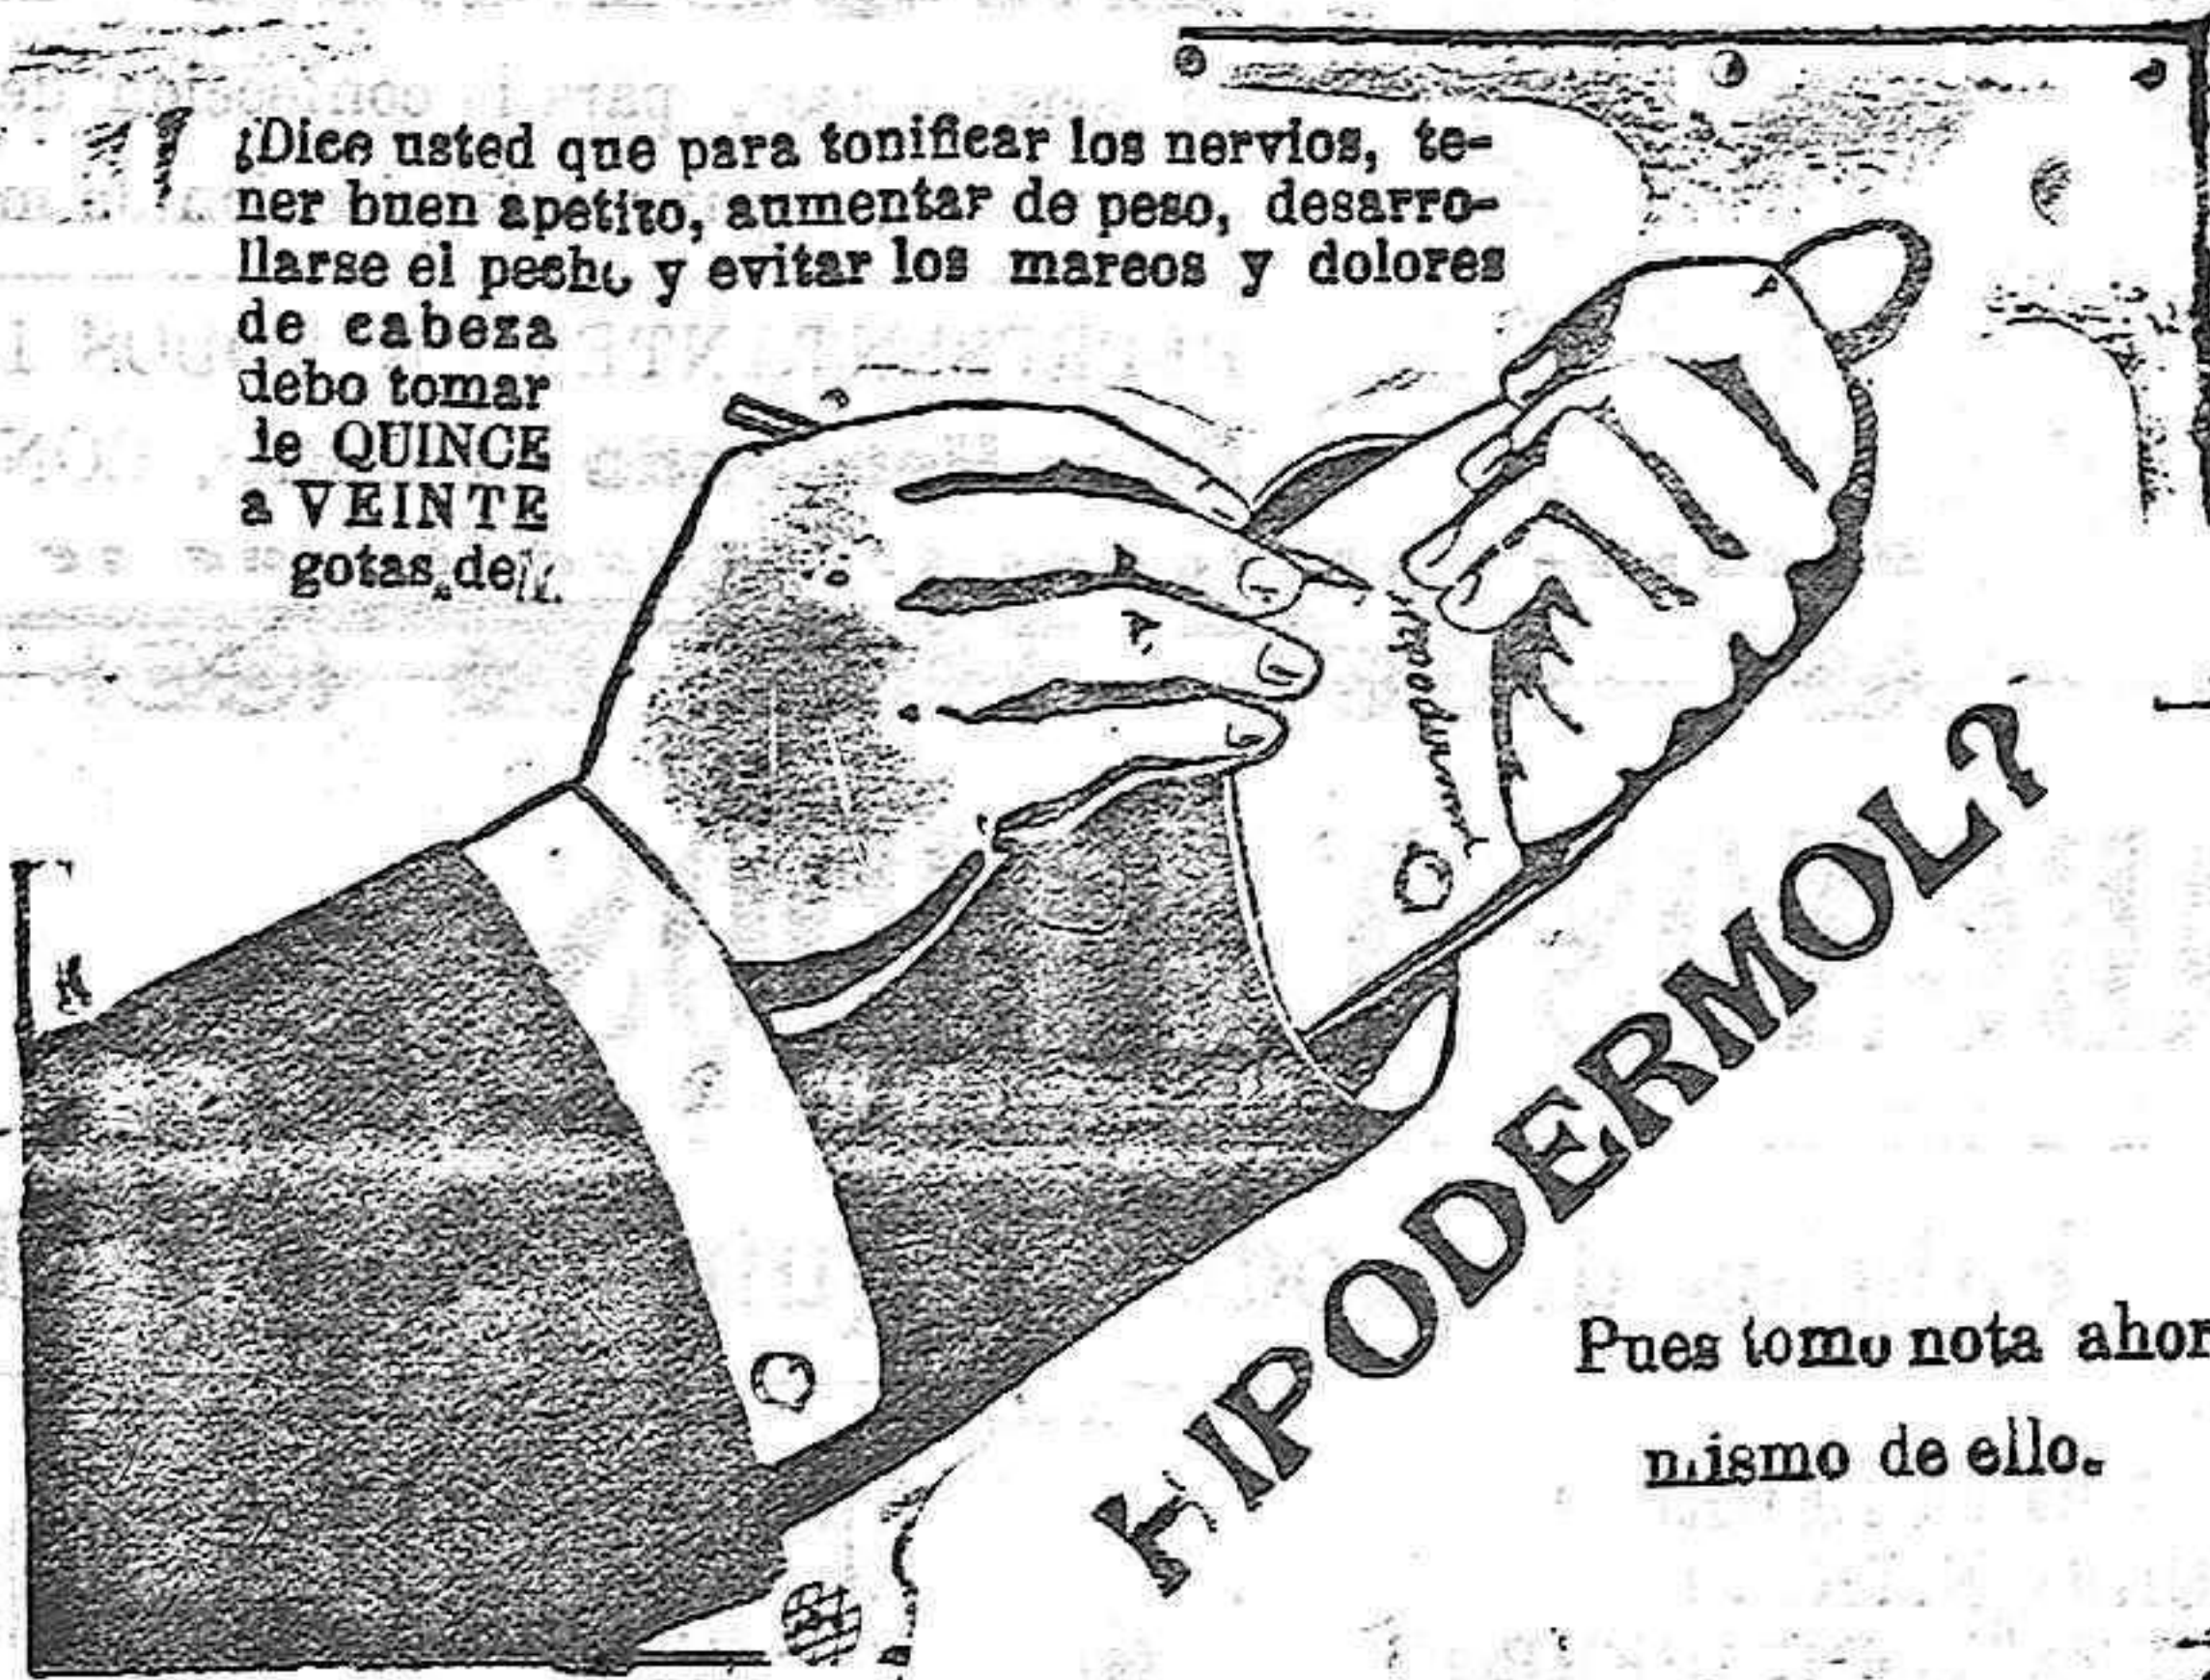 ¿Dice usted que para tonificar los nervios, te-
ner buen apetito, aumentar de peso, desarro-
llarse el pecho y evitar los mareos y dolores
de cabeza
debo tomar
de QUINCE
a VEINTE
gotas de
Hipodermol
HIPODERMOL?
Pues tomo nota ahor
mismo de ello.